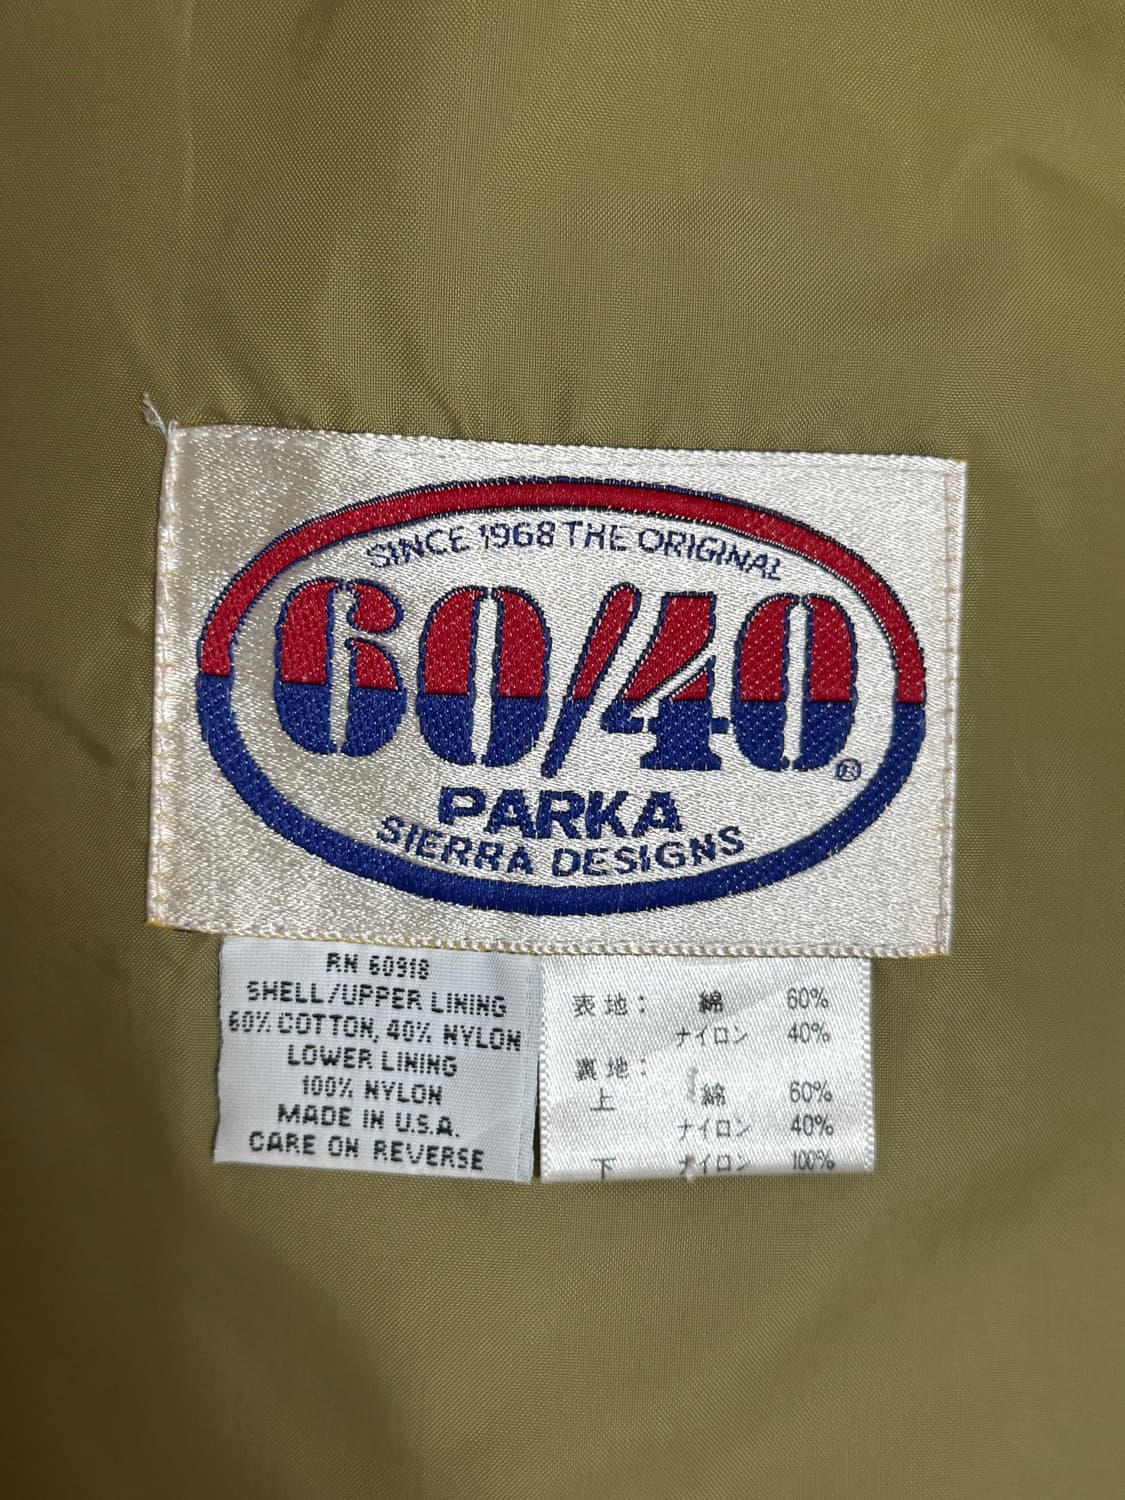 SINCE 1968 THE ORIGINAL
60/40®
PARKA
SIERRA DESIGNS
RN 60918
SHELL/UPPER LINING
60% COTTON, 40% NYLON
LOWER LINING
100% NYLON
MADE IN U.S.A.
CARE ON REVERSE
表地: 綿 60%
ナイロン 40%
裏地:
上 綿 60%
ナイロン 40%
下 ナイロン 100%